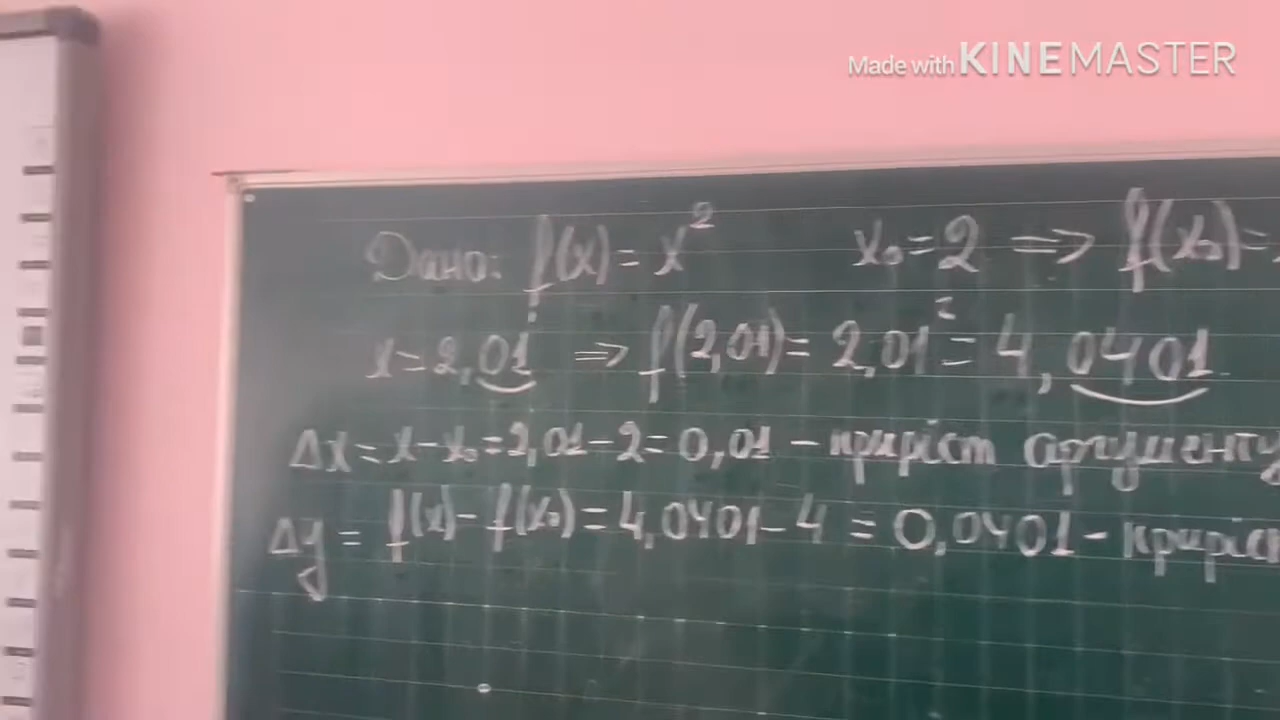 Made with KINEMASTER
Дано: f(x) = x² x₀ = 2 => f(x₀) =
x = 2,01 => f(2,01) = 2,01² = 4,0401
Δx = x - x₀ = 2,01 - 2 = 0,01 - приріст аргументу
Δy = f(x) - f(x₀) = 4,0401 - 4 = 0,0401 -